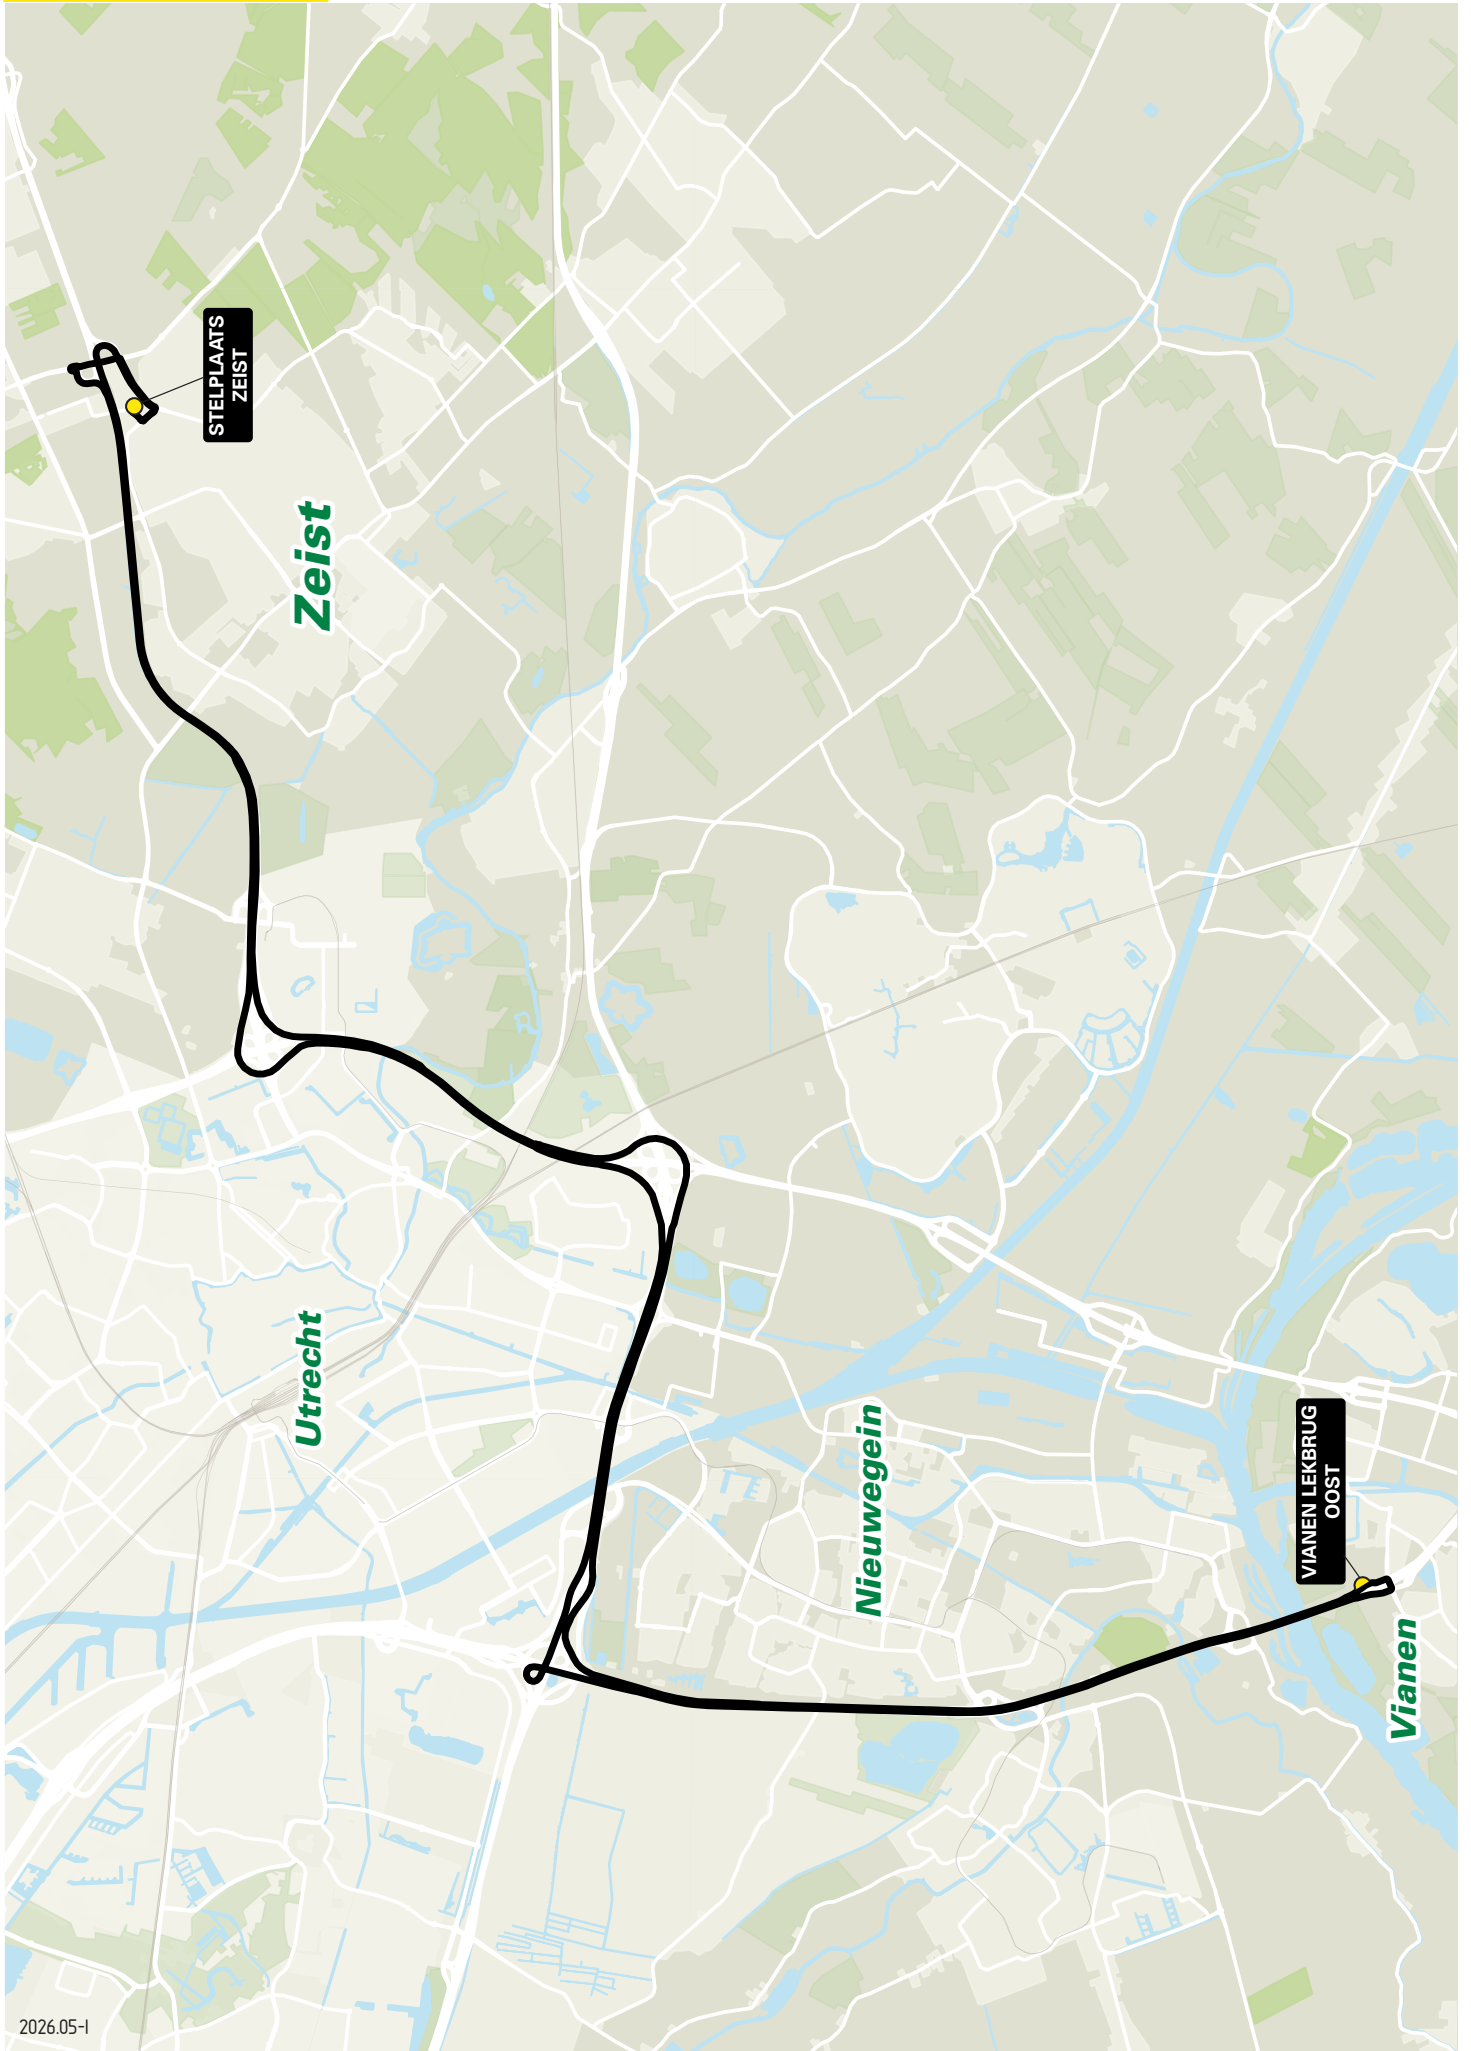 STELPLAATS
ZEIST
Zeist
Utrecht
Nieuwegein
VIANEN LEKBRUG
OOST
Vianen
2026.05-I